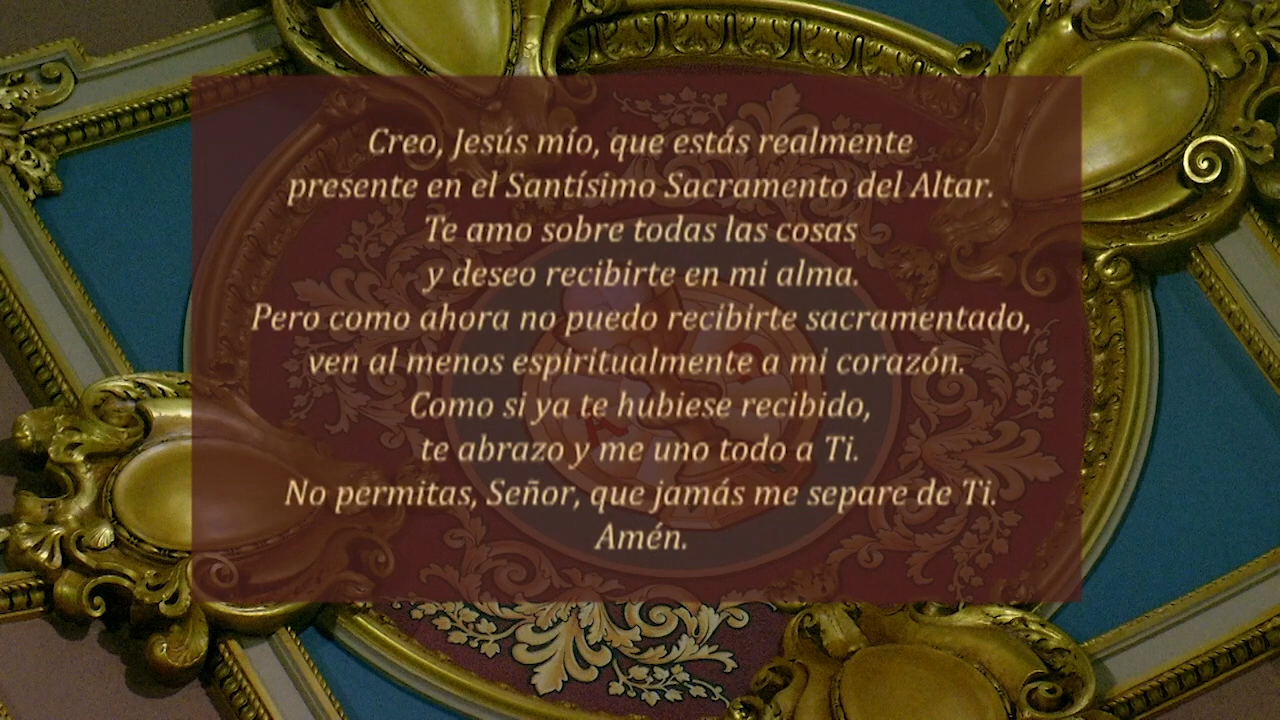 Creo, Jesús mío, que estás realmente
presente en el Santísimo Sacramento del Altar.
Te amo sobre todas las cosas
y deseo recibirte en mi alma.
Pero como ahora no puedo recibirte sacramentado,
ven al menos espiritualmente a mi corazón.
Como si ya te hubiese recibido,
te abrazo y me uno todo a Ti.
No permitas, Señor, que jamás me separe de Ti.
Amén.